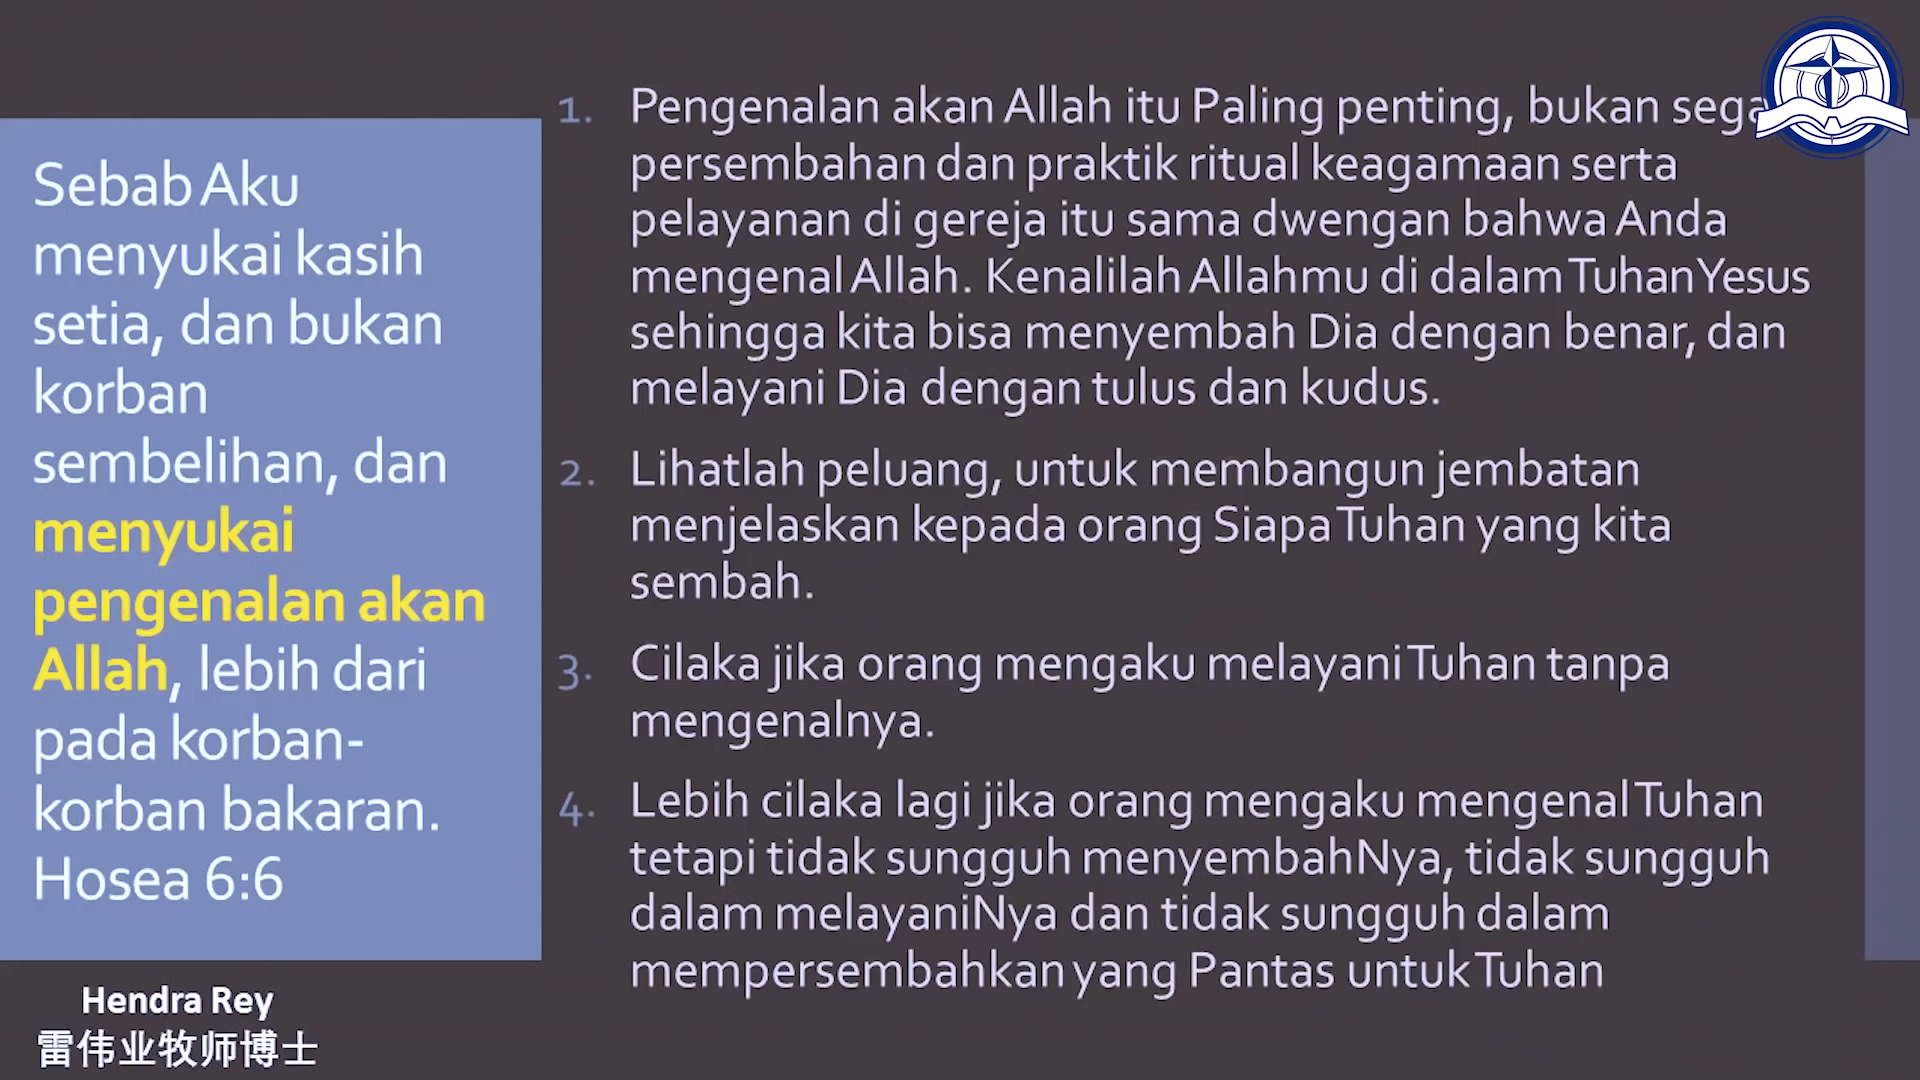 Sebab Aku
menyukai kasih
setia, dan bukan
korban
sembelihan, dan
menyukai
pengenalan akan
Allah, lebih dari
pada korban-
korban bakaran.
Hosea 6:6
1. Pengenalan akan Allah itu Paling penting, bukan
persembahan dan praktik ritual keagamaan serta
pelayanan di gereja itu sama dwengan bahwa Anda
mengenal Allah. Kenalilah Allahmu di dalam Tuhan Yesus
sehingga kita bisa menyembah Dia dengan benar, dan
melayani Dia dengan tulus dan kudus.
2. Lihatlah peluang, untuk membangun jembatan
menjelaskan kepada orang Siapa Tuhan yang kita
sembah.
3. Cilaka jika orang mengaku melayani Tuhan tanpa
mengenalnya.
4. Lebih cilaka lagi jika orang mengaku mengenal Tuhan
tetapi tidak sungguh menyembahNya, tidak sungguh
dalam melayaniNya dan tidak sungguh dalam
mempersembahkan yang Pantas untuk Tuhan
Hendra Rey
雷伟业牧师博士